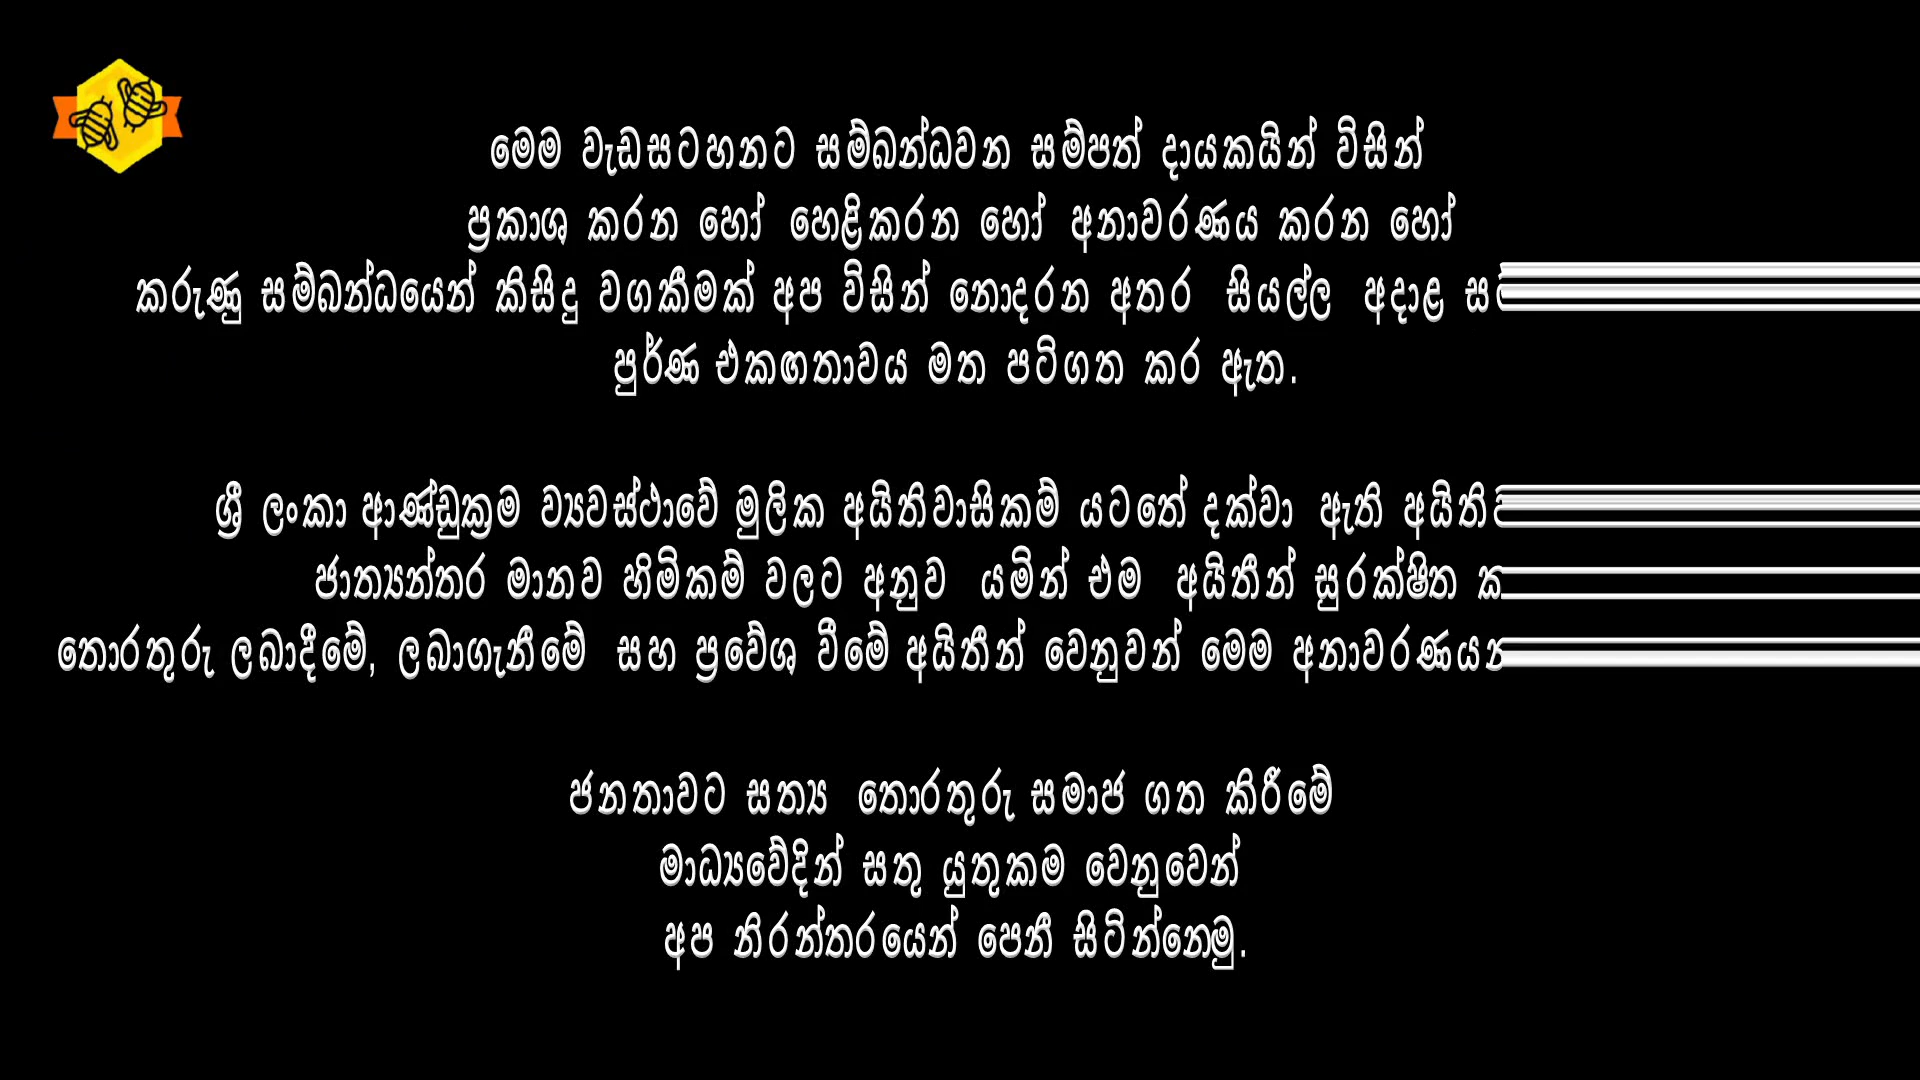 මෙම වැඩසටහනට සම්බන්ධවන සම්පත් දායකයින් විසින්
ප්‍රකාශ කරන හෝ හෙළිකරන හෝ අනාවරණය කරන හෝ
කරුණු සම්බන්ධයෙන් කිසිදු වගකීමක් අප විසින් නොදරන අතර සියල්ල අදාළ
පුර්ණ එකඟතාවය මත පටිගත කර ඇත.
ශ්‍රී ලංකා ආණ්ඩුක්‍රම ව්‍යවස්ථාවේ මුලික අයිතිවාසිකම් යටතේ දක්වා ඇති
ජාත්‍යන්තර මානව හිමිකම් වලට අනුව යමින් එම අයිතීන් සුරක්ෂිත
තොරතුරු ලබාදීමේ, ලබාගැනීමේ සහ ප්‍රවේශ වීමේ අයිතීන් වෙනුවන් මෙම
ජනතාවට සත්‍ය තොරතුරු සමාජ ගත කිරීමේ
මාධ්‍යවේදින් සතු යුතුකම වෙනුවෙන්
අප නිරන්තරයෙන් පෙනී සිටින්නෙමු.